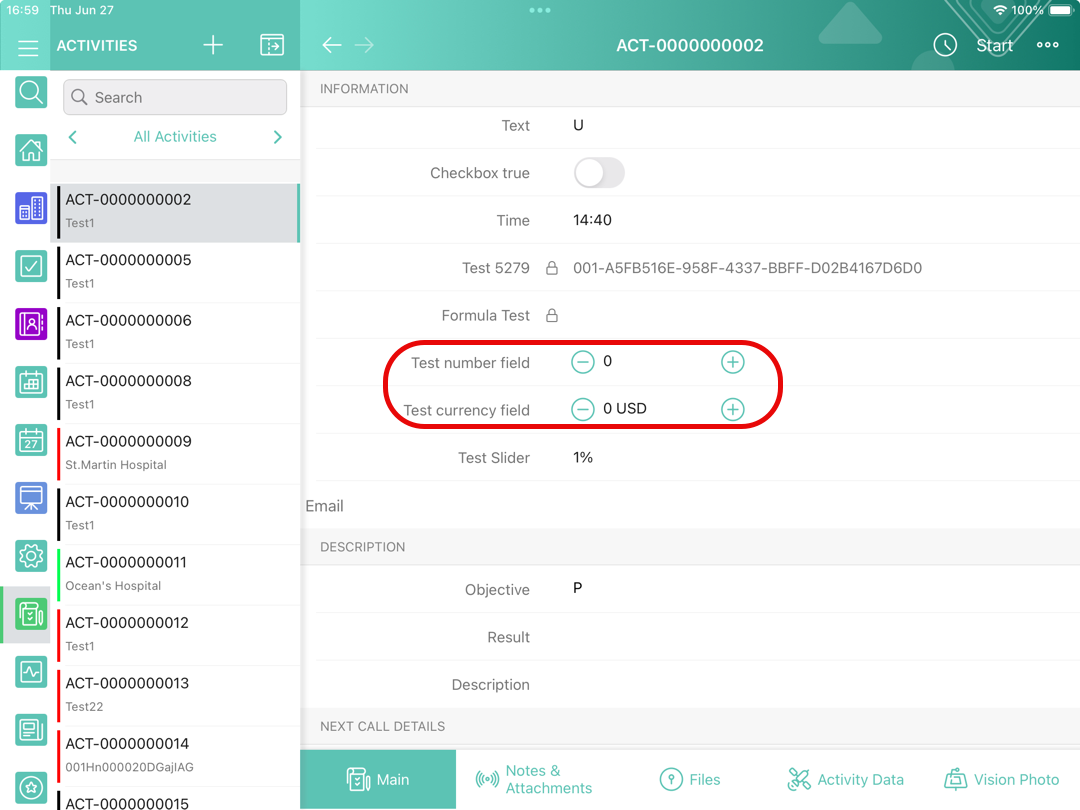 16:59 Thu Jun 27
100%
ACTIVITIES
ACT-0000000002
Start
Search
All Activities
27
ACT-0000000002
Test1
ACT-0000000005
Test1
ACT-0000000006
Test1
ACT-0000000008
Test1
ACT-0000000009
St.Martin Hospital
ACT-0000000010
Test1
ACT-0000000011
Ocean's Hospital
ACT-0000000012
Test1
ACT-0000000013
Test22
ACT-0000000014
001Hn000020DGajIAG
ACT-0000000015
INFORMATION
Text U
Checkbox true
Time 14:40
Test 5279 001-A5FB516E-958F-4337-BBFF-D02B4167D6D0
Formula Test
Test number field 0
Test currency field 0 USD
Test Slider 1%
Email
DESCRIPTION
Objective P
Result
Description
NEXT CALL DETAILS
Main
Notes &
Attachments
Files
Activity Data
Vision Photo